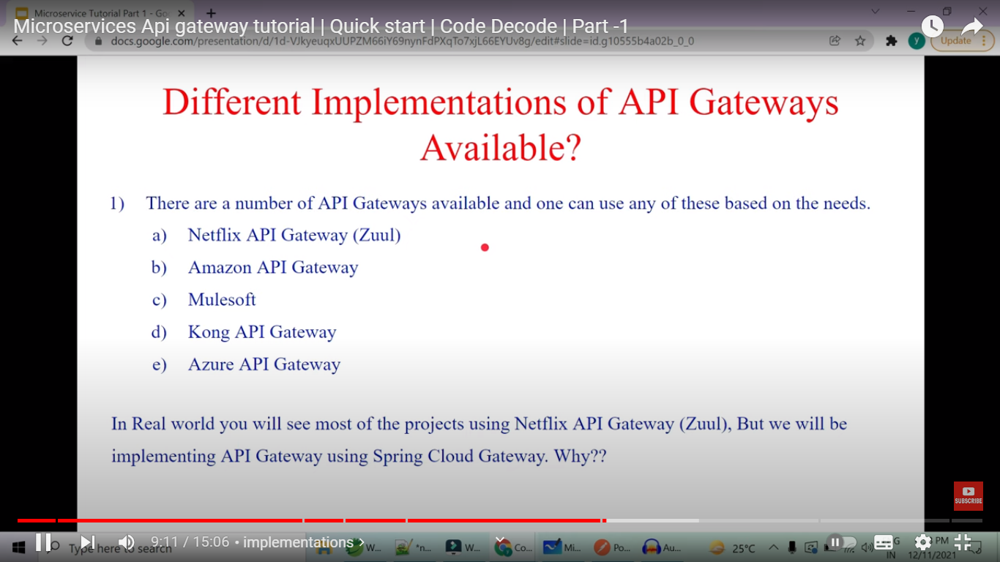 Microservice Tutorial Part 1 - Go
Microservices Api gateway tutorial | Quick start | Code Decode | Part -1
docs.google.com/presentation/d/1d-VJkyeuqxUUPZM66iY69nynFdPXqTo7xjL66EYUv8g/edit#slide=id.g10555b4a02b_0_0
y
Update
Different Implementations of API Gateways
Available?
1) There are a number of API Gateways available and one can use any of these based on the needs.
a) Netflix API Gateway (Zuul)
b) Amazon API Gateway
c) Mulesoft
d) Kong API Gateway
e) Azure API Gateway
In Real world you will see most of the projects using Netflix API Gateway (Zuul), But we will be
implementing API Gateway using Spring Cloud Gateway. Why??
SUBSCRIBE
Type here to search
9:11 / 15:06 • implementations
W...
*n...
W...
Co...
Mi...
Po...
Au...
25°C
IN
PM
12/11/2021